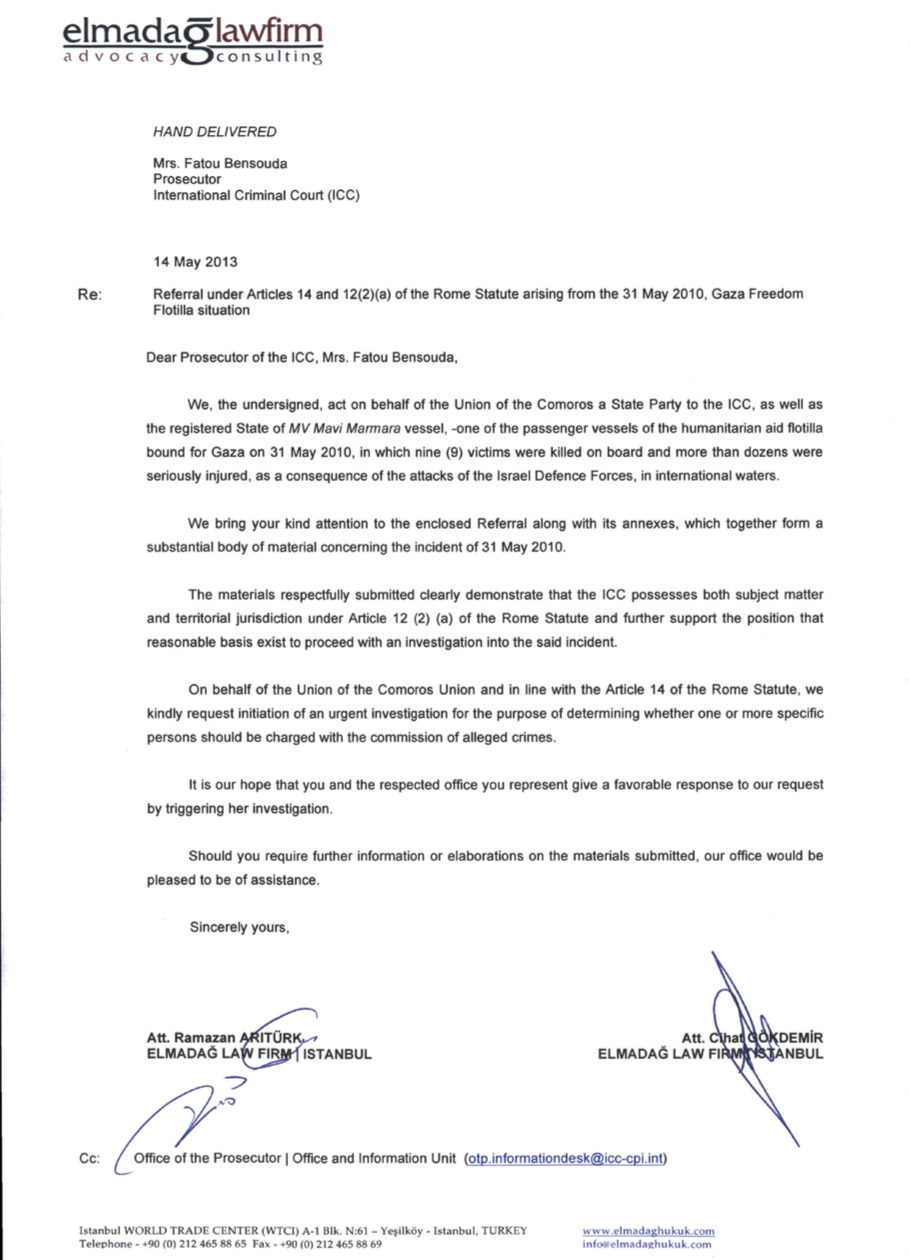 elmadağlawfirm
advocacy consulting
HAND DELIVERED
Mrs. Fatou Bensouda
Prosecutor
International Criminal Court (ICC)
14 May 2013
Re: Referral under Articles 14 and 12(2)(a) of the Rome Statute arising from the 31 May 2010, Gaza Freedom
Flotilla situation
Dear Prosecutor of the ICC, Mrs. Fatou Bensouda,
We, the undersigned, act on behalf of the Union of the Comoros a State Party to the ICC, as well as
the registered State of MV Mavi Marmara vessel, -one of the passenger vessels of the humanitarian aid flotilla
bound for Gaza on 31 May 2010, in which nine (9) victims were killed on board and more than dozens were
seriously injured, as a consequence of the attacks of the Israel Defence Forces, in international waters.
We bring your kind attention to the enclosed Referral along with its annexes, which together form a
substantial body of material concerning the incident of 31 May 2010.
The materials respectfully submitted clearly demonstrate that the ICC possesses both subject matter
and territorial jurisdiction under Article 12 (2) (a) of the Rome Statute and further support the position that
reasonable basis exist to proceed with an investigation into the said incident.
On behalf of the Union of the Comoros Union and in line with the Article 14 of the Rome Statute, we
kindly request initiation of an urgent investigation for the purpose of determining whether one or more specific
persons should be charged with the commission of alleged crimes.
It is our hope that you and the respected office you represent give a favorable response to our request
by triggering her investigation.
Should you require further information or elaborations on the materials submitted, our office would be
pleased to be of assistance.
Sincerely yours,
Att. Ramazan ARITÜRK
ELMADAĞ LAW FIRM | ISTANBUL
Att. Cihat GÖKDEMİR
ELMADAĞ LAW FIRM | ISTANBUL
Cc: Office of the Prosecutor | Office and Information Unit (otp.informationdesk@icc-cpi.int)
Istanbul WORLD TRADE CENTER (WTCI) A-1 Blk. N:61 – Yeşilköy - Istanbul, TURKEY
Telephone - +90 (0) 212 465 88 65 Fax - +90 (0) 212 465 88 69
www.elmadaghukuk.com
info@elmadaghukuk.com